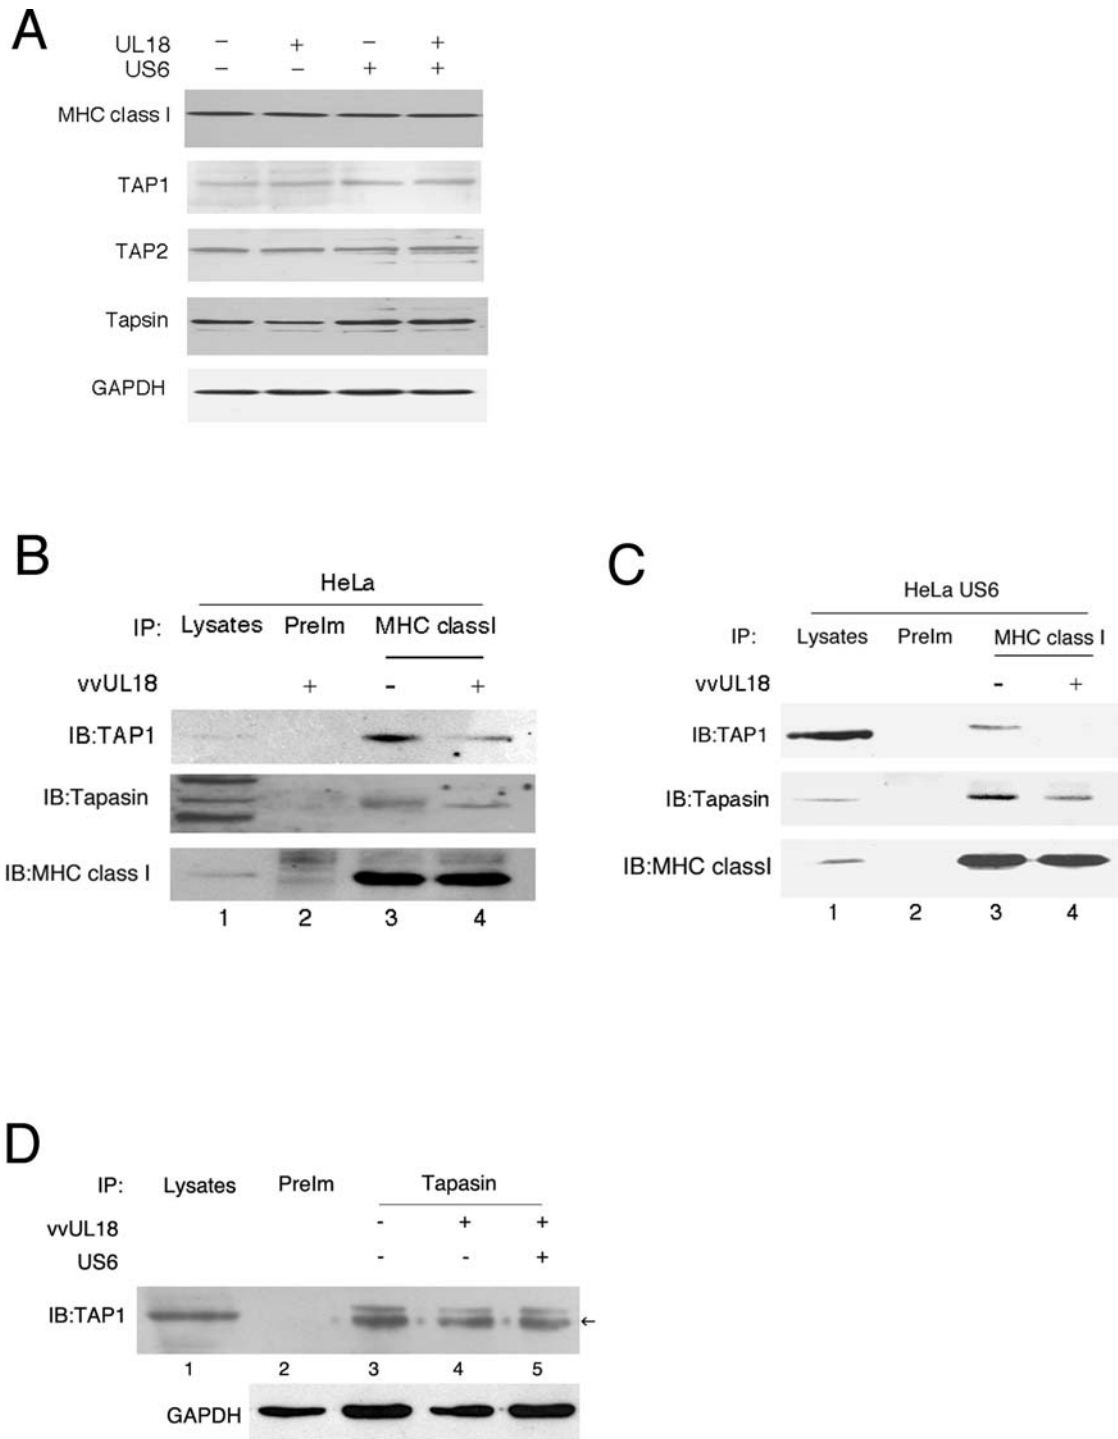 A
UL18 – + – +
US6 – – + +
MHC class I
TAP1
TAP2
Tapsin
GAPDH
B
HeLa
IP: Lysates PreIm MHC classI
vvUL18 + - +
IB:TAP1
IB:Tapasin
IB:MHC class I
1 2 3 4
C
HeLa US6
IP: Lysates PreIm MHC class I
vvUL18 - +
IB:TAP1
IB:Tapasin
IB:MHC classI
1 2 3 4
D
IP: Lysates PreIm Tapasin
vvUL18 - + +
US6 - - +
IB:TAP1 ←
1 2 3 4 5
GAPDH